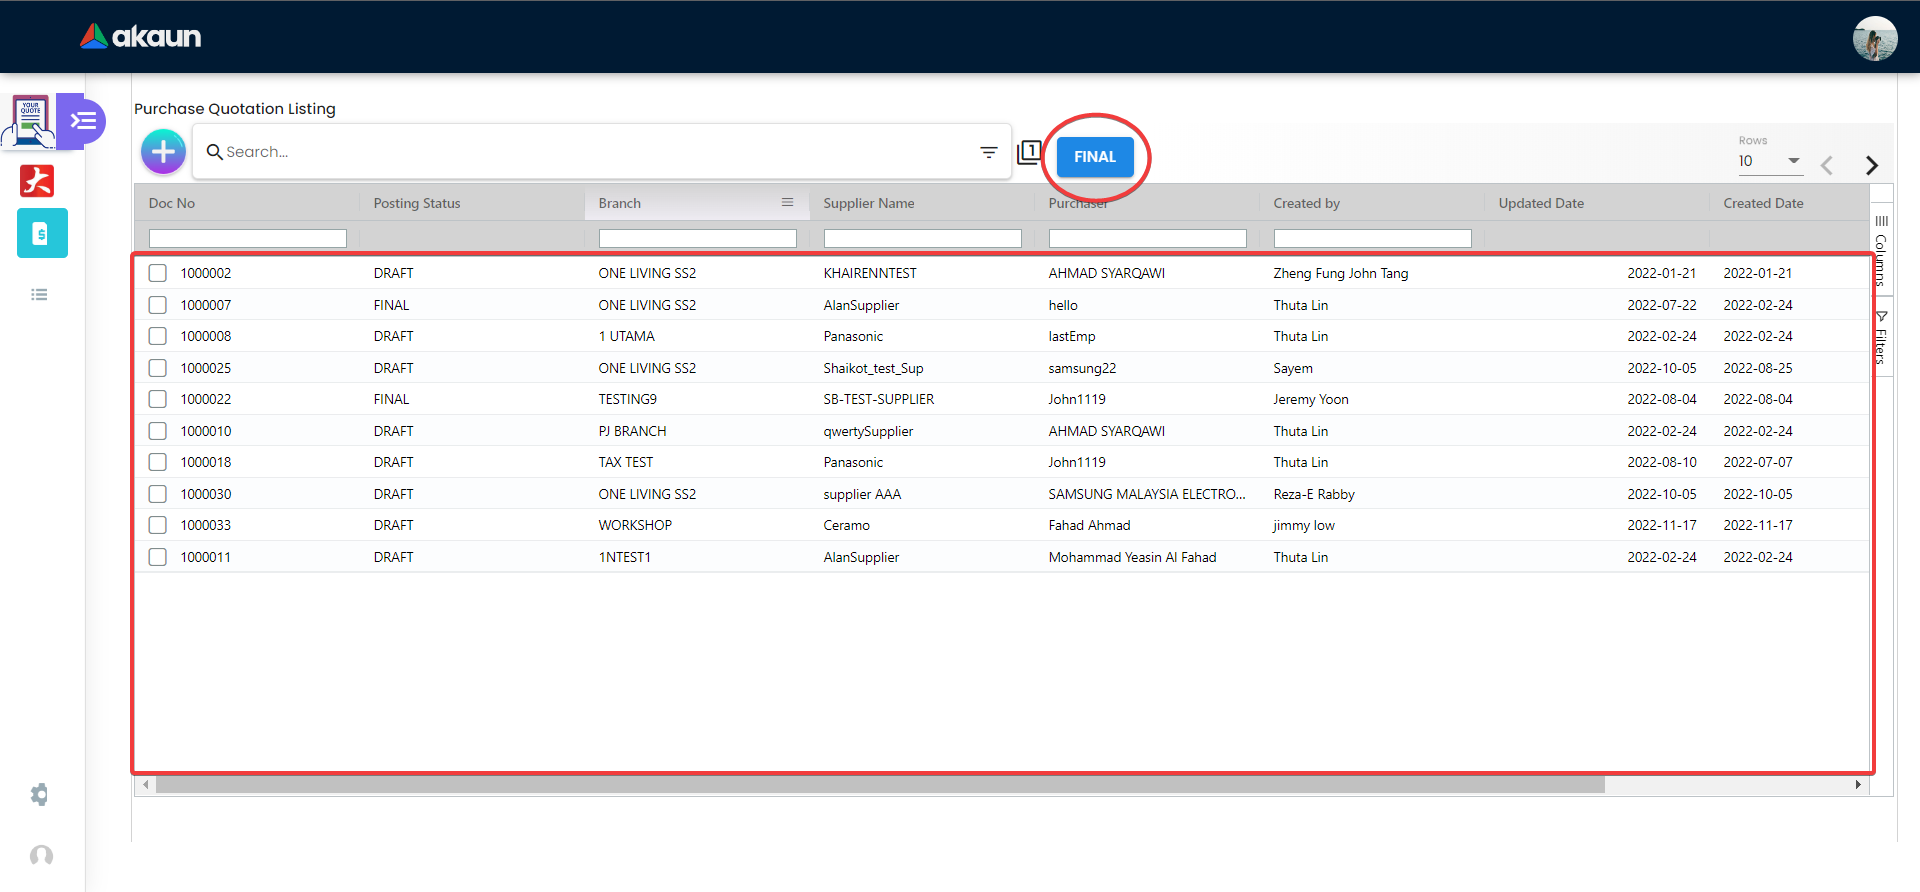 akaun
YOUR
QUOTE
Purchase Quotation Listing
Search...
1
FINAL
Rows
10
Doc No Posting Status Branch Supplier Name Purchaser Created by Updated Date Created Date
Columns
Filters
1000002 DRAFT ONE LIVING SS2 KHAIRENNTEST AHMAD SYARQAWI Zheng Fung John Tang 2022-01-21 2022-01-21
1000007 FINAL ONE LIVING SS2 AlanSupplier hello Thuta Lin 2022-07-22 2022-02-24
1000008 DRAFT 1 UTAMA Panasonic lastEmp Thuta Lin 2022-02-24 2022-02-24
1000025 DRAFT ONE LIVING SS2 Shaikot_test_Sup samsung22 Sayem 2022-10-05 2022-08-25
1000022 FINAL TESTING9 SB-TEST-SUPPLIER John1119 Jeremy Yoon 2022-08-04 2022-08-04
1000010 DRAFT PJ BRANCH qwertySupplier AHMAD SYARQAWI Thuta Lin 2022-02-24 2022-02-24
1000018 DRAFT TAX TEST Panasonic John1119 Thuta Lin 2022-08-10 2022-07-07
1000030 DRAFT ONE LIVING SS2 supplier AAA SAMSUNG MALAYSIA ELECTRO... Reza-E Rabby 2022-10-05 2022-10-05
1000033 DRAFT WORKSHOP Ceramo Fahad Ahmad jimmy low 2022-11-17 2022-11-17
1000011 DRAFT 1NTEST1 AlanSupplier Mohammad Yeasin Al Fahad Thuta Lin 2022-02-24 2022-02-24